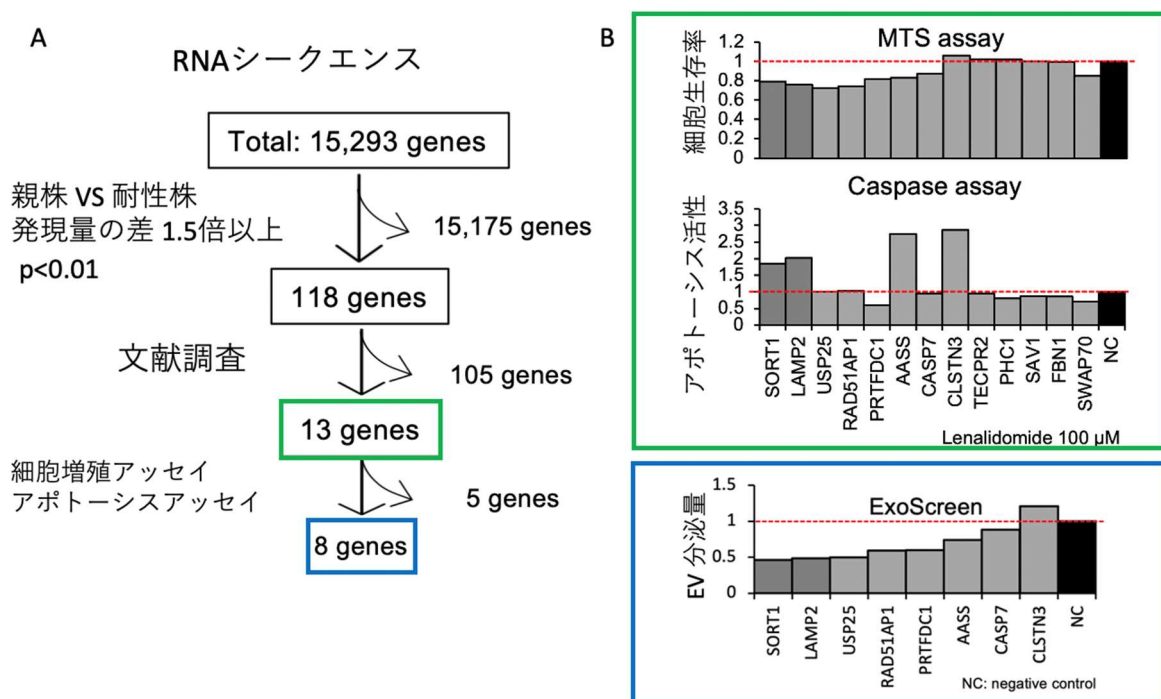 A
RNAシークエンス
Total: 15,293 genes
親株 VS 耐性株
発現量の差 1.5倍以上
p<0.01
15,175 genes
118 genes
文献調査
105 genes
13 genes
細胞増殖アッセイ
アポトーシスアッセイ
5 genes
8 genes
B
MTS assay
細胞生存率
1.2
1
0.8
0.6
0.4
0.2
0
Caspase assay
アポトーシス活性
3.5
3
2.5
2
1.5
1
0.5
0
SORT1
LAMP2
USP25
RAD51AP1
PRTFDC1
AASS
CASP7
CLSTN3
TECPR2
PHC1
SAV1
FBN1
SWAP70
NC
Lenalidomide 100 μM
ExoScreen
EV 分泌量
1.5
1
0.5
0
SORT1
LAMP2
USP25
RAD51AP1
PRTFDC1
AASS
CASP7
CLSTN3
NC
NC: negative control